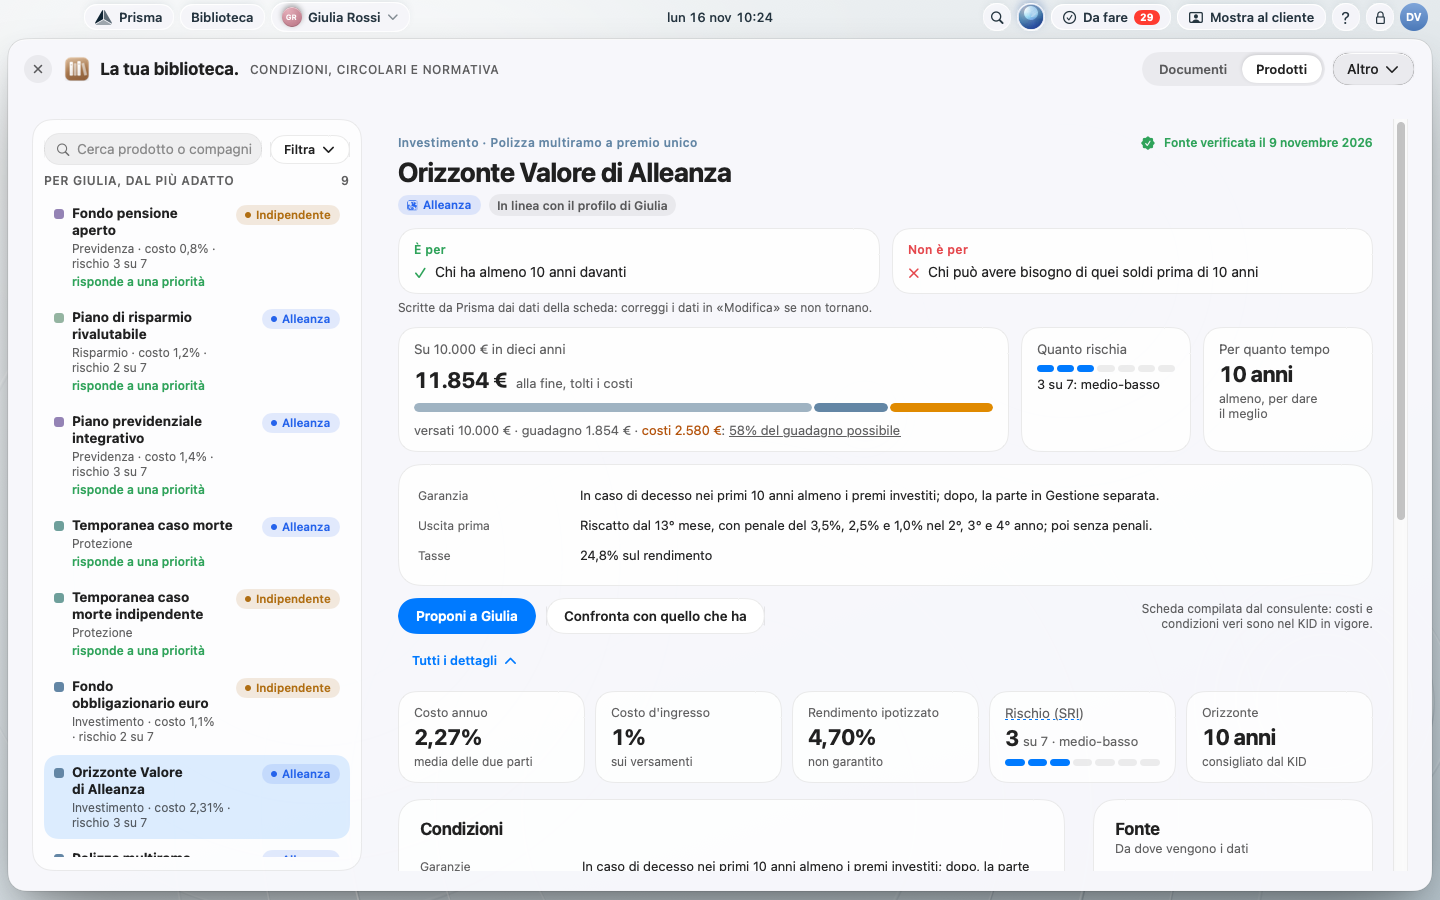 Prisma
Biblioteca
GR Giulia Rossi
lun 16 nov 10:24
Da fare 29
Mostra al cliente
?
DV
La tua biblioteca. CONDIZIONI, CIRCOLARI E NORMATIVA
Documenti
Prodotti
Altro
Cerca prodotto o compagni
Filtra
PER GIULIA, DAL PIÙ ADATTO 9
Fondo pensione
aperto
Indipendente
Previdenza · costo 0,8% ·
rischio 3 su 7
risponde a una priorità
Piano di risparmio
rivalutabile
Alleanza
Risparmio · costo 1,2% ·
rischio 2 su 7
risponde a una priorità
Piano previdenziale
integrativo
Alleanza
Previdenza · costo 1,4% ·
rischio 3 su 7
risponde a una priorità
Temporanea caso morte
Alleanza
Protezione
risponde a una priorità
Temporanea caso
morte indipendente
Indipendente
Protezione
risponde a una priorità
Fondo
obbligazionario euro
Indipendente
Investimento · costo 1,1%
· rischio 2 su 7
Orizzonte Valore
di Alleanza
Alleanza
Investimento · costo 2,31% ·
rischio 3 su 7
Investimento · Polizza multiramo a premio unico
Fonte verificata il 9 novembre 2026
Orizzonte Valore di Alleanza
Alleanza
In linea con il profilo di Giulia
È per
Chi ha almeno 10 anni davanti
Non è per
Chi può avere bisogno di quei soldi prima di 10 anni
Scritte da Prisma dai dati della scheda: correggi i dati in «Modifica» se non tornano.
Su 10.000 € in dieci anni
11.854 € alla fine, tolti i costi
versati 10.000 € · guadagno 1.854 € · costi 2.580 €: 58% del guadagno possibile
Quanto rischia
3 su 7: medio-basso
Per quanto tempo
10 anni
almeno, per dare
il meglio
Garanzia In caso di decesso nei primi 10 anni almeno i premi investiti; dopo, la parte in Gestione separata.
Uscita prima Riscatto dal 13° mese, con penale del 3,5%, 2,5% e 1,0% nel 2°, 3° e 4° anno; poi senza penali.
Tasse 24,8% sul rendimento
Proponi a Giulia
Confronta con quello che ha
Scheda compilata dal consulente: costi e
condizioni veri sono nel KID in vigore.
Tutti i dettagli
Costo annuo
2,27%
media delle due parti
Costo d'ingresso
1%
sui versamenti
Rendimento ipotizzato
4,70%
non garantito
Rischio (SRI)
3 su 7 · medio-basso
Orizzonte
10 anni
consigliato dal KID
Condizioni
Garanzie In caso di decesso nei primi 10 anni almeno i premi investiti; dopo, la parte
Fonte
Da dove vengono i dati